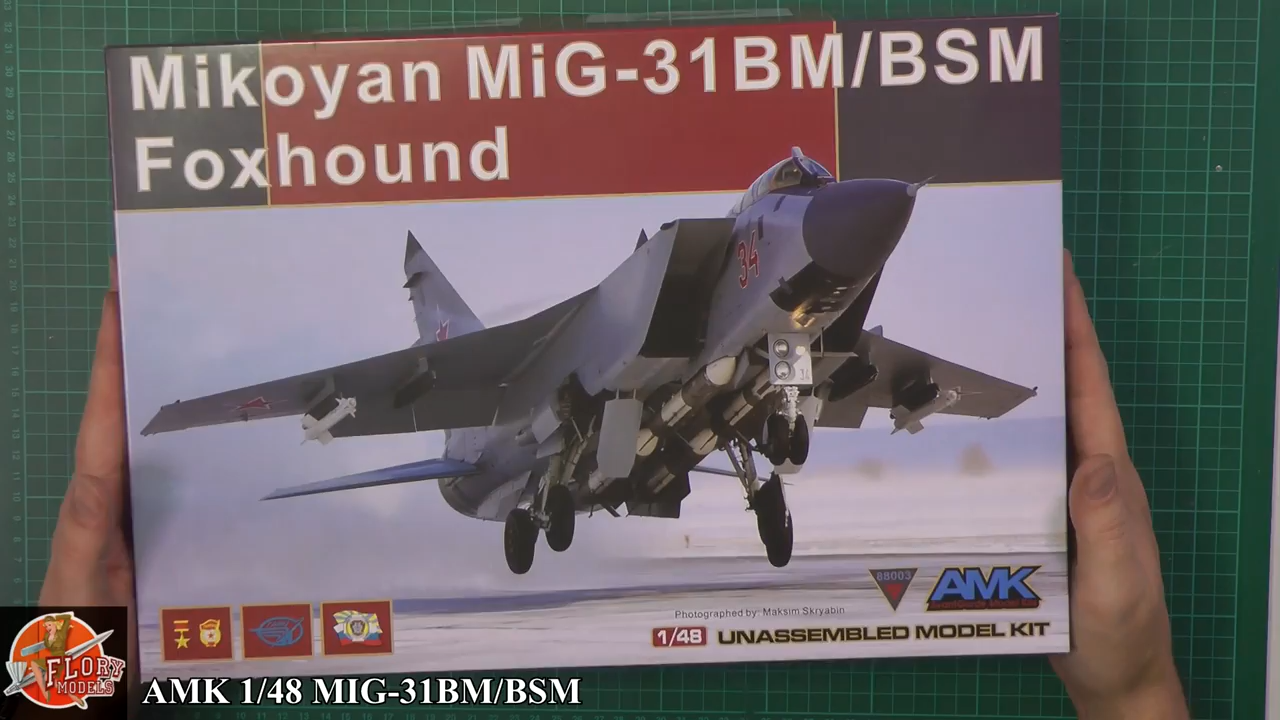 Mikoyan MiG-31BM/BSM
Foxhound
34
34
88003
AMK
Photographed by: Maksim Skryabin
1/48 UNASSEMBLED MODEL KIT
FLORY
MODELS
AMK 1/48 MIG-31BM/BSM